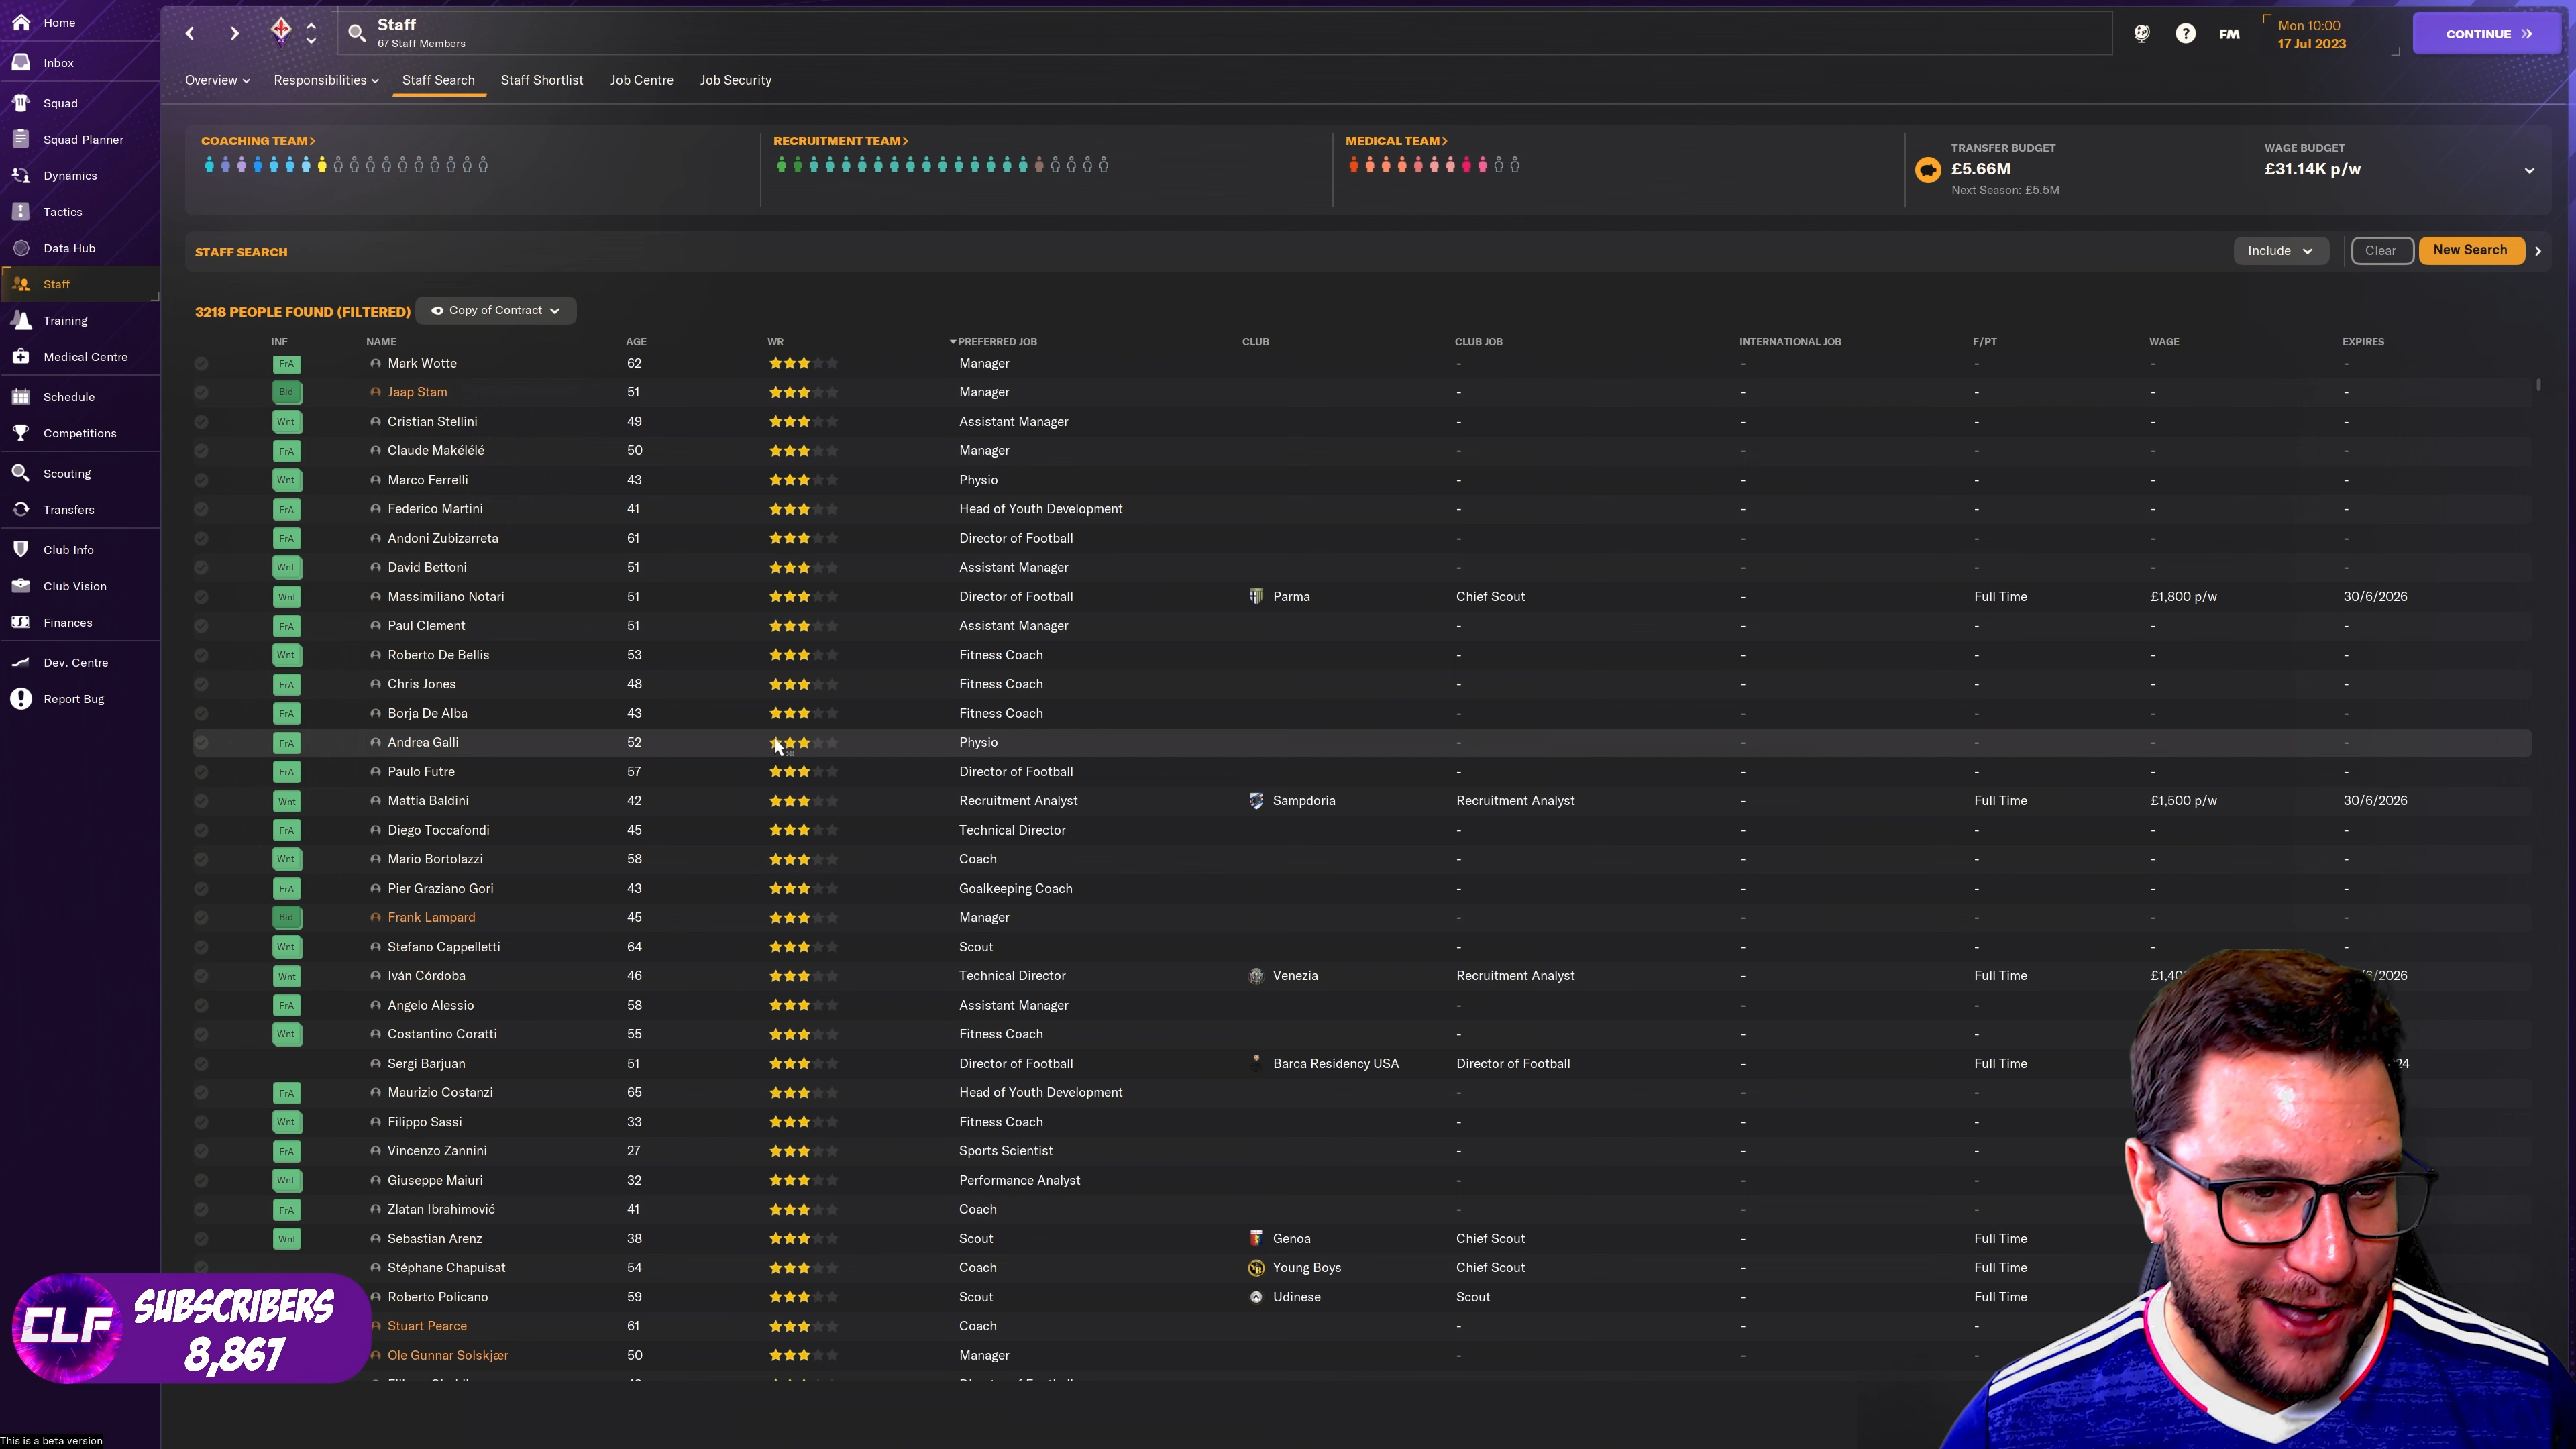 Home
Inbox
Squad
Squad Planner
Dynamics
Tactics
Data Hub
Staff
Training
Medical Centre
Schedule
Competitions
Scouting
Transfers
Club Info
Club Vision
Finances
Dev. Centre
Report Bug
Staff
67 Staff Members
FM
Mon 10:00
17 Jul 2023
CONTINUE
Overview Responsibilities Staff Search Staff Shortlist Job Centre Job Security
COACHING TEAM>
RECRUITMENT TEAM>
MEDICAL TEAM>
TRANSFER BUDGET
£5.66M
Next Season: £5.5M
WAGE BUDGET
£31.14K p/w
STAFF SEARCH
Include Clear New Search
3218 PEOPLE FOUND (FILTERED) Copy of Contract
INF NAME AGE WR PREFERRED JOB CLUB CLUB JOB INTERNATIONAL JOB F/PT WAGE EXPIRES
FrA Mark Wotte 62 Manager - - - - -
Bid Jaap Stam 51 Manager - - - - -
Wnt Cristian Stellini 49 Assistant Manager - - - - -
FrA Claude Makélélé 50 Manager - - - - -
Wnt Marco Ferrelli 43 Physio - - - - -
FrA Federico Martini 41 Head of Youth Development - - - - -
FrA Andoni Zubizarreta 61 Director of Football - - - - -
Wnt David Bettoni 51 Assistant Manager - - - - -
Wnt Massimiliano Notari 51 Director of Football Parma Chief Scout - Full Time £1,800 p/w 30/6/2026
FrA Paul Clement 51 Assistant Manager - - - - -
Wnt Roberto De Bellis 53 Fitness Coach - - - - -
FrA Chris Jones 48 Fitness Coach - - - - -
FrA Borja De Alba 43 Fitness Coach - - - - -
FrA Andrea Galli 52 Physio - - - - -
FrA Paulo Futre 57 Director of Football - - - - -
Wnt Mattia Baldini 42 Recruitment Analyst Sampdoria Recruitment Analyst - Full Time £1,500 p/w 30/6/2026
FrA Diego Toccafondi 45 Technical Director - - - - -
Wnt Mario Bortolazzi 58 Coach - - - - -
FrA Pier Graziano Gori 43 Goalkeeping Coach - - - - -
Bid Frank Lampard 45 Manager - - - - -
Wnt Stefano Cappelletti 64 Scout - - - - -
Wnt Iván Córdoba 46 Technical Director Venezia Recruitment Analyst - Full Time
FrA Angelo Alessio 58 Assistant Manager - - -
Wnt Costantino Coratti 55 Fitness Coach - - -
Sergi Barjuan 51 Director of Football Barca Residency USA Director of Football - Full Time
FrA Maurizio Costanzi 65 Head of Youth Development - - -
Wnt Filippo Sassi 33 Fitness Coach - - -
FrA Vincenzo Zannini 27 Sports Scientist - - -
Wnt Giuseppe Maiuri 32 Performance Analyst - - -
FrA Zlatan Ibrahimović 41 Coach - - -
Wnt Sebastian Arenz 38 Scout Genoa Chief Scout - Full Time
Stéphane Chapuisat 54 Coach Young Boys Chief Scout - Full Time
Roberto Policano 59 Scout Udinese Scout - Full Time
Stuart Pearce 61 Coach - - -
Ole Gunnar Solskjær 50 Manager - - -
CLF
SUBSCRIBERS
8,867
This is a beta version